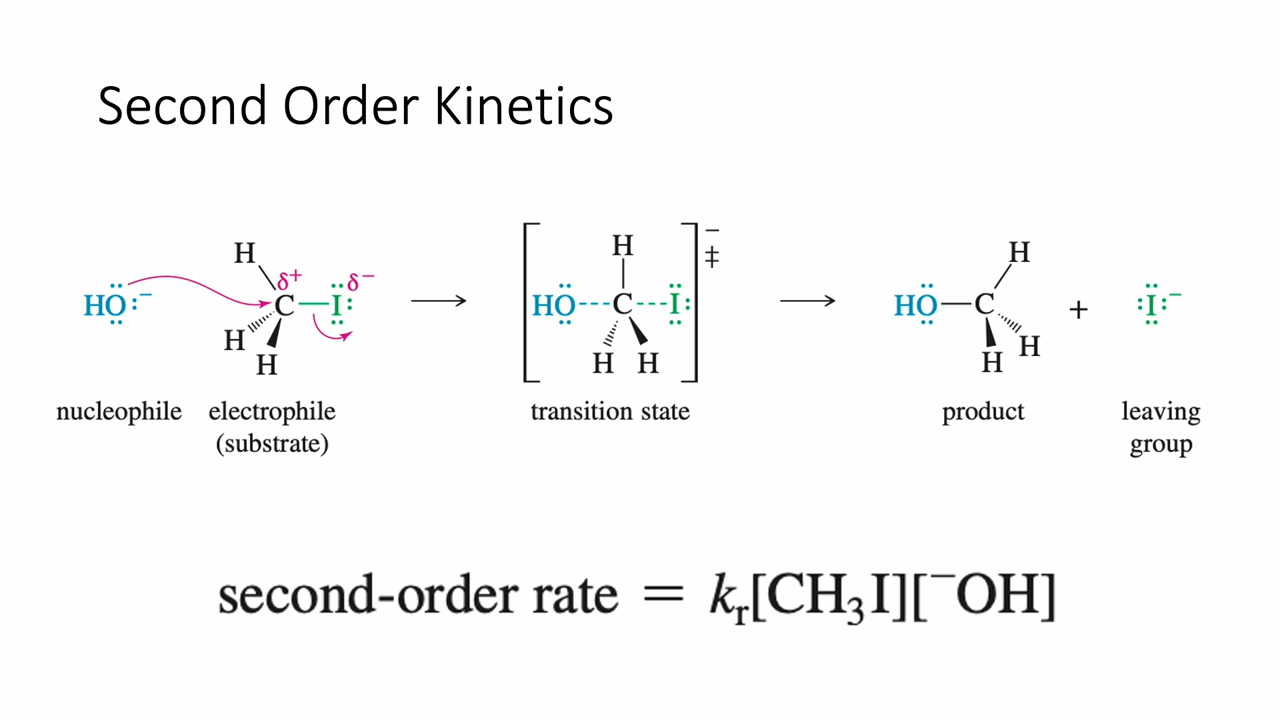 Second Order Kinetics
H H H
δ+ δ−
HO:− C—I: HO---C---I: − ‡ HO—C + :I:−
H H H H H H
nucleophile electrophile (substrate) transition state product leaving group
second-order rate = kr[CH3I][−OH]